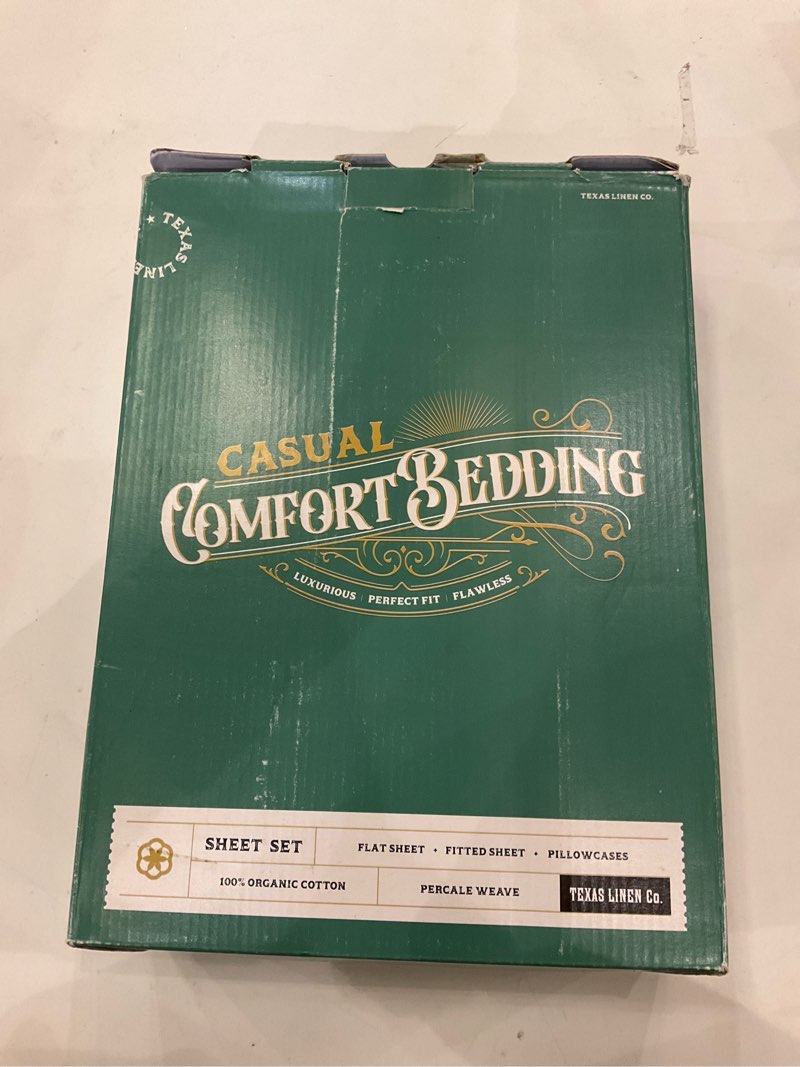 TEXAS LINEN CO.
★ TEXAS LINE
CASUAL
COMFORT BEDDING
LUXURIOUS | PERFECT FIT | FLAWLESS
SHEET SET
FLAT SHEET • FITTED SHEET • PILLOWCASES
100% ORGANIC COTTON
PERCALE WEAVE
TEXAS LINEN Co.